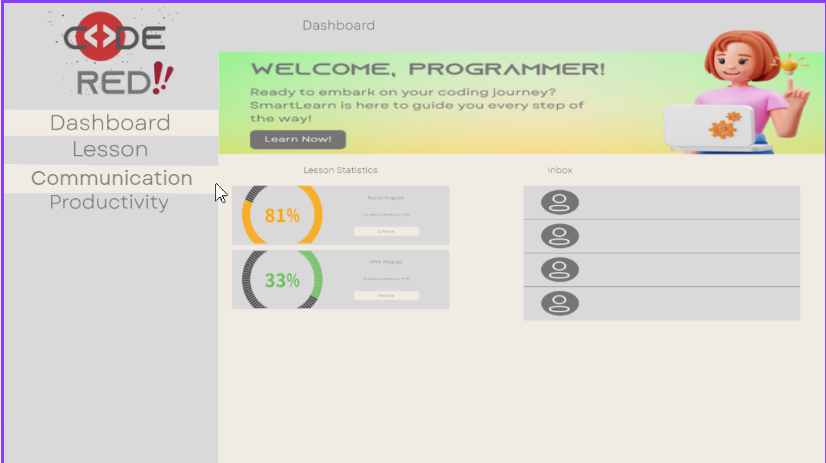 CODE
RED!!
Dashboard
Lesson
Communication
Productivity
Dashboard
WELCOME, PROGRAMMER!
Ready to embark on your coding journey?
SmartLearn is here to guide you every step of
the way!
Learn Now!
Lesson Statistics
81%
Python Progress
Continue
33%
HTML Progress
Continue
Inbox